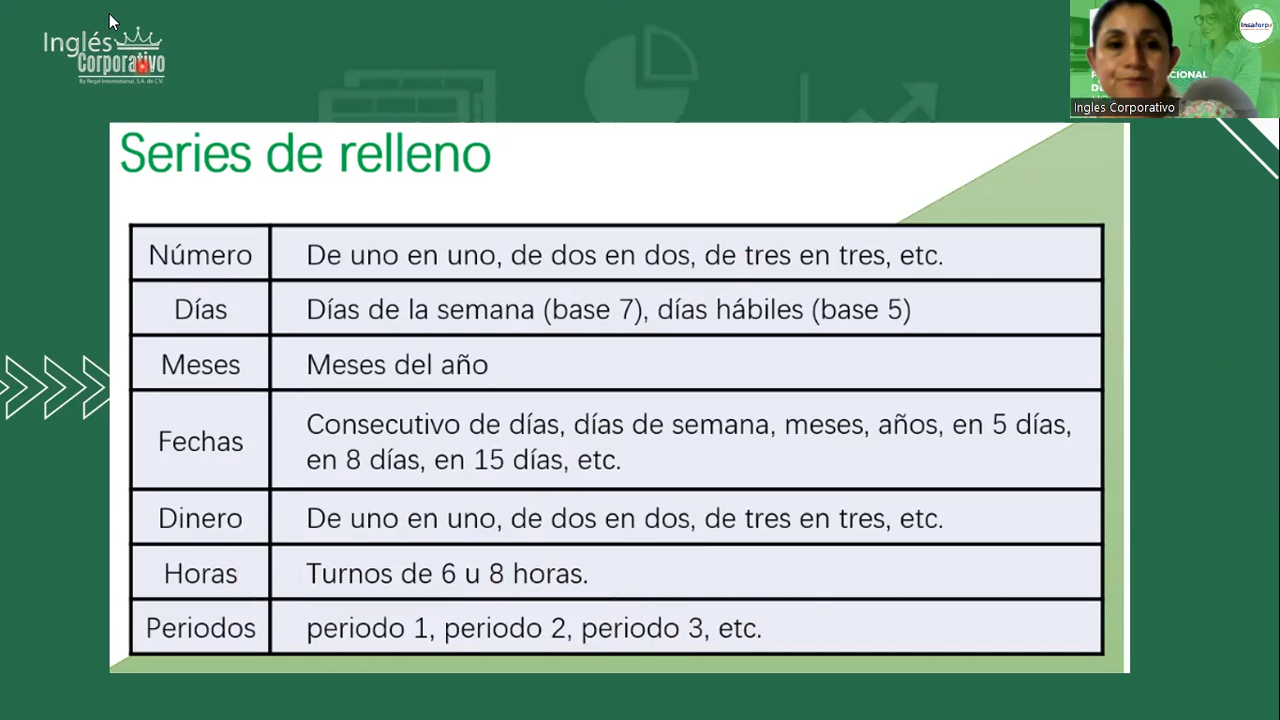 Inglés
Corporativo
By Regal International, S.A. de C.V.
Insaforp
CIONAL
Ingles Corporativo
Series de relleno
Número De uno en uno, de dos en dos, de tres en tres, etc.
Días Días de la semana (base 7), días hábiles (base 5)
Meses Meses del año
Fechas Consecutivo de días, días de semana, meses, años, en 5 días,
en 8 días, en 15 días, etc.
Dinero De uno en uno, de dos en dos, de tres en tres, etc.
Horas Turnos de 6 u 8 horas.
Periodos periodo 1, periodo 2, periodo 3, etc.